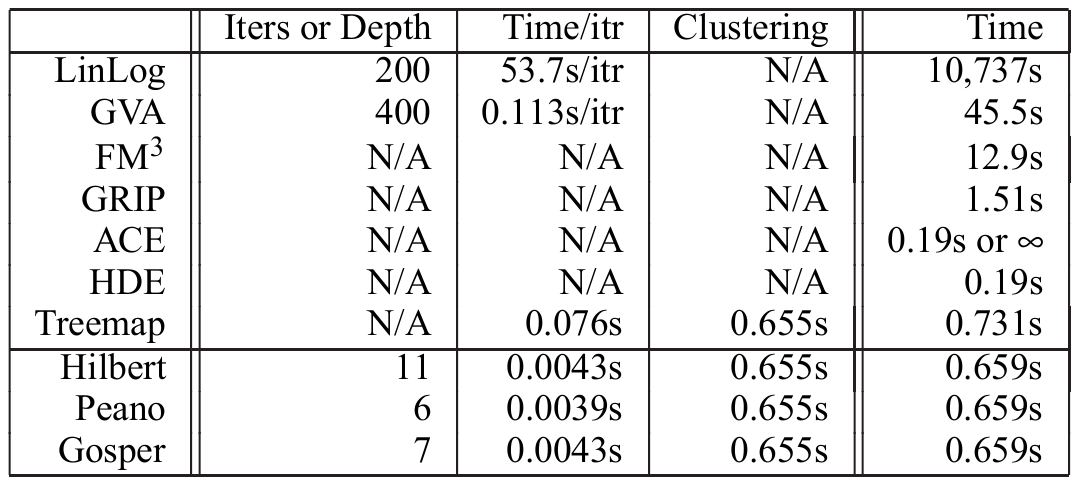 Iters or Depth Time/itr Clustering Time
LinLog 200 53.7s/itr N/A 10,737s
GVA 400 0.113s/itr N/A 45.5s
FM³ N/A N/A N/A 12.9s
GRIP N/A N/A N/A 1.51s
ACE N/A N/A N/A 0.19s or ∞
HDE N/A N/A N/A 0.19s
Treemap N/A 0.076s 0.655s 0.731s
Hilbert 11 0.0043s 0.655s 0.659s
Peano 6 0.0039s 0.655s 0.659s
Gosper 7 0.0043s 0.655s 0.659s